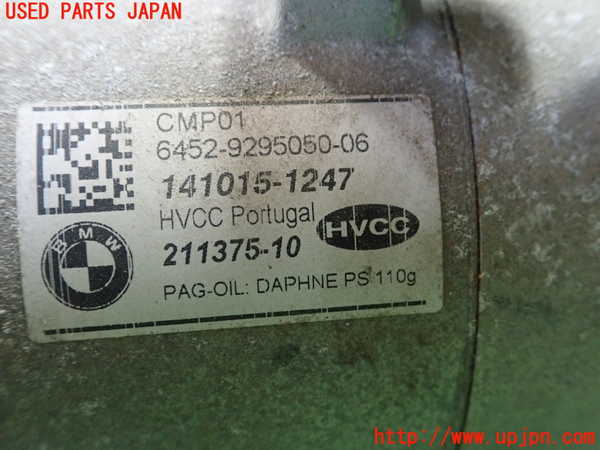 USED PARTS JAPAN
CMP01
6452-9295050-06
141015-1247
HVCC Portugal
HVCC
BMW
211375-10
PAG-OIL: DAPHNE PS 110g
http://www.upjpn.com/